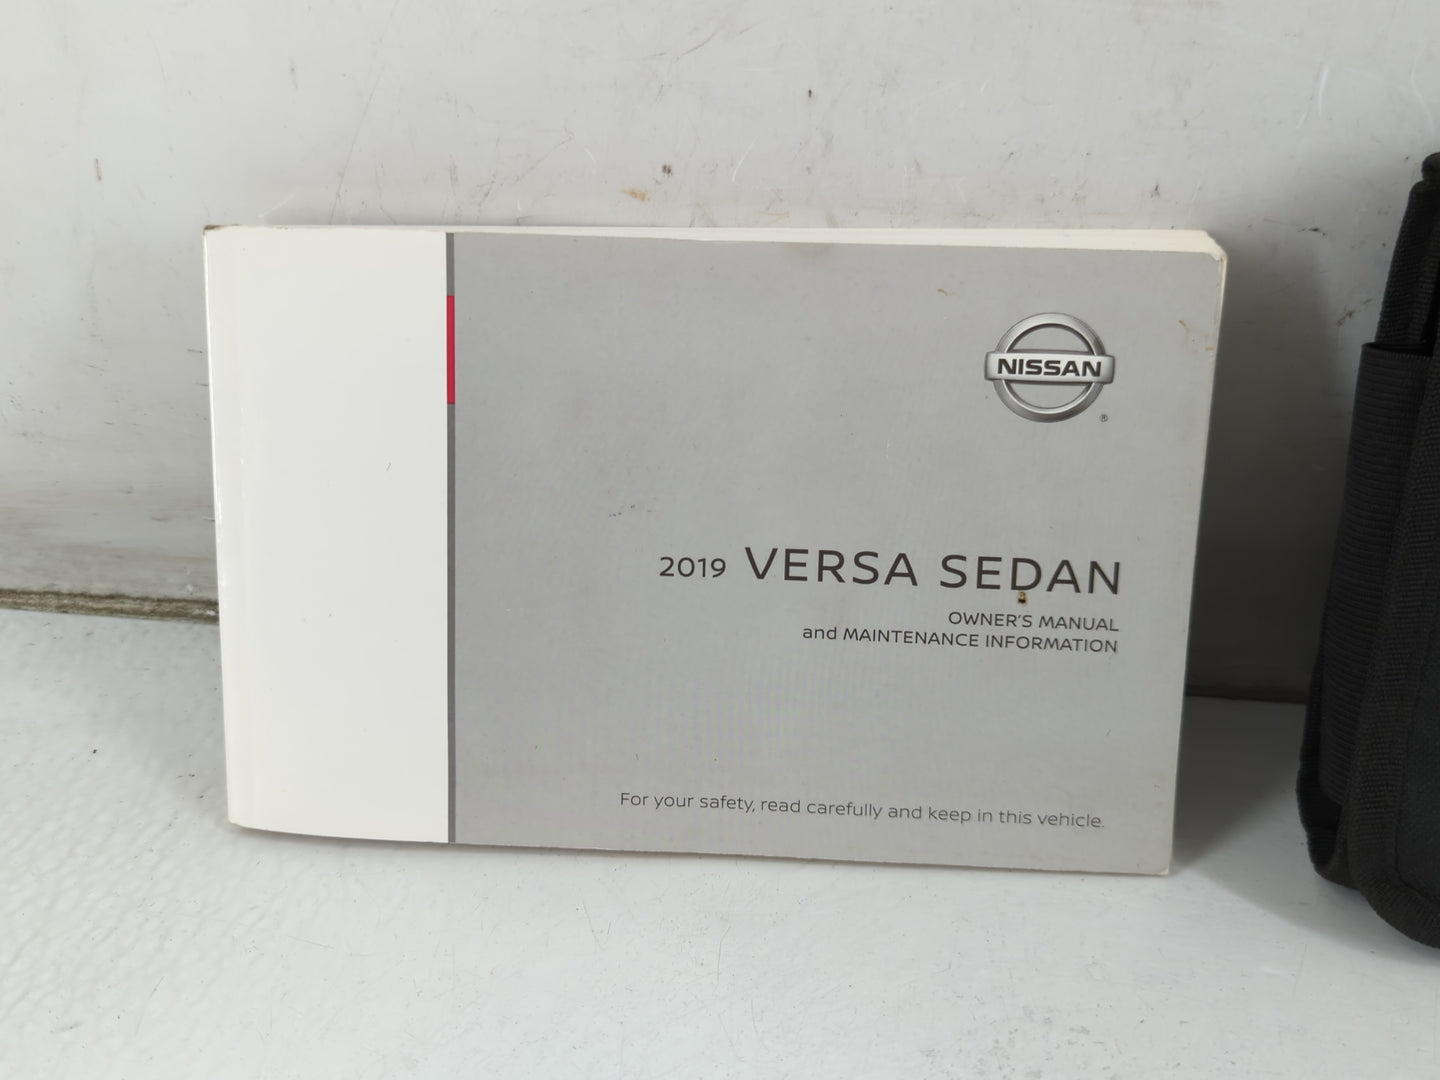 NISSAN
®
2019 VERSA SEDAN
OWNER'S MANUAL
and MAINTENANCE INFORMATION
For your safety, read carefully and keep in this vehicle.